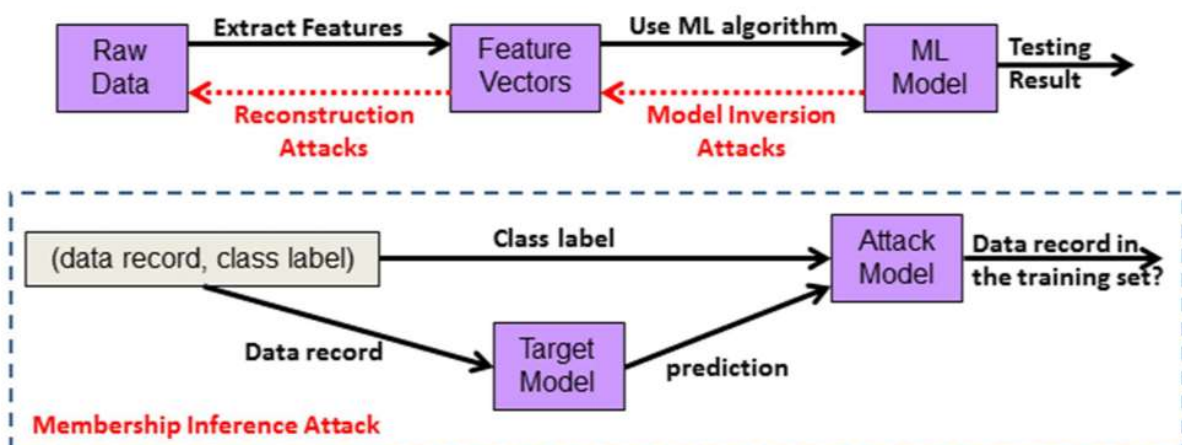 Raw
Data
Extract Features
Feature
Vectors
Use ML algorithm
ML
Model
Testing
Result
Reconstruction
Attacks
Model Inversion
Attacks
(data record, class label)
Class label
Attack
Model
Data record in
the training set?
Data record
Target
Model
prediction
Membership Inference Attack